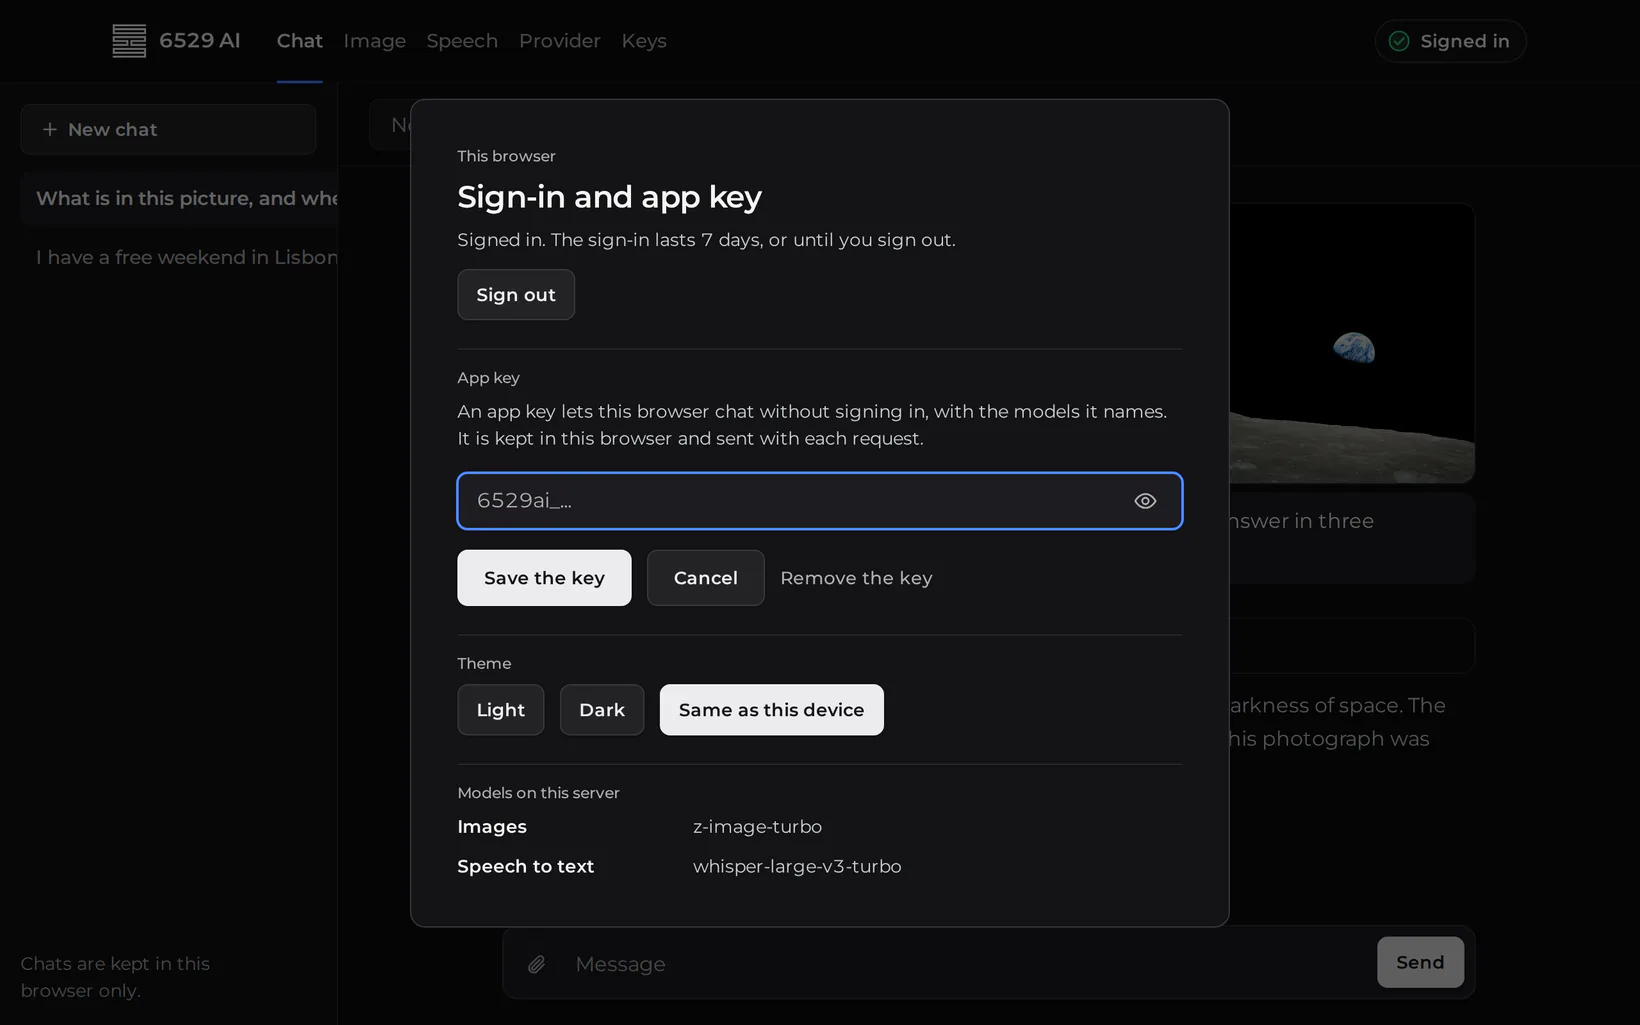 6529 AI
Chat
Image
Speech
Provider
Keys
Signed in
+ New chat
What is in this picture, and
I have a free weekend in Lisbon
Chats are kept in this
browser only.
This browser
Sign-in and app key
Signed in. The sign-in lasts 7 days, or until you sign out.
Sign out
App key
An app key lets this browser chat without signing in, with the models it names.
It is kept in this browser and sent with each request.
6529ai_...
Save the key
Cancel
Remove the key
Theme
Light
Dark
Same as this device
Models on this server
Images
z-image-turbo
Speech to text
whisper-large-v3-turbo
in three
of space. The
photograph was
Message
Send